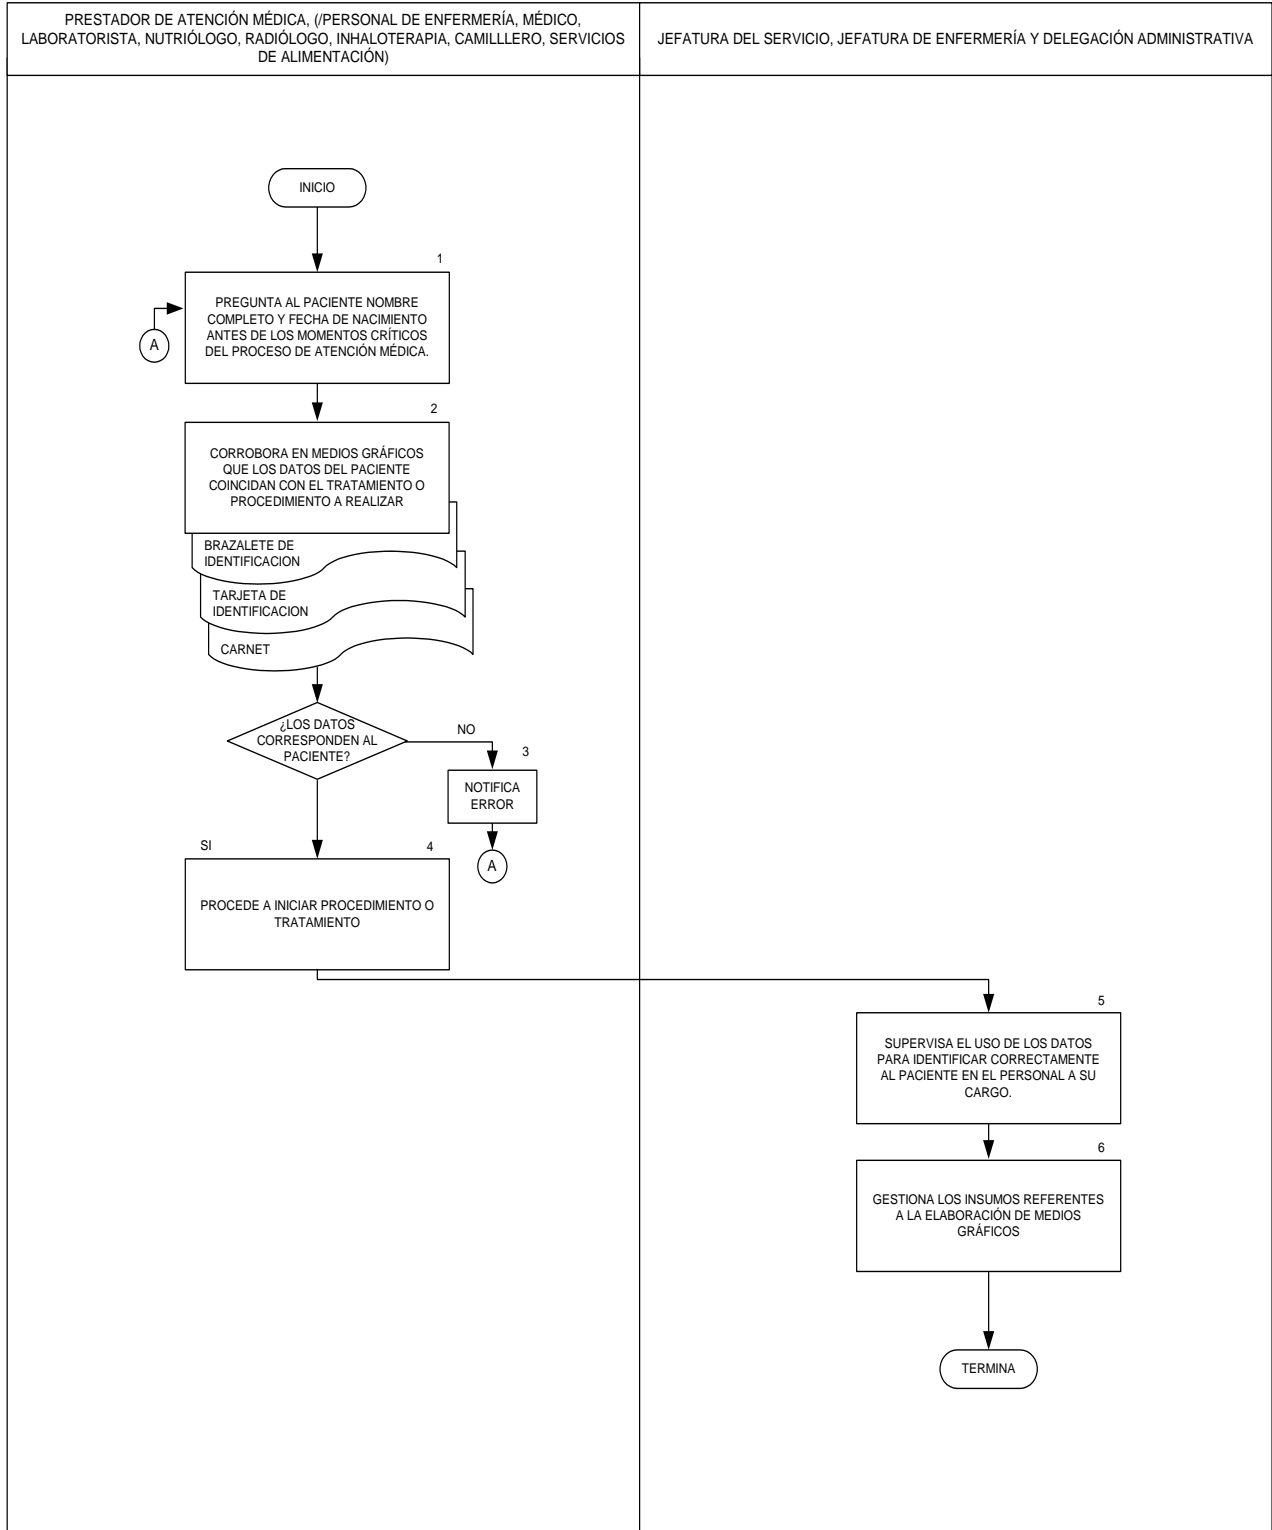 PRESTADOR DE ATENCIÓN MÉDICA, (/PERSONAL DE ENFERMERÍA, MÉDICO,
LABORATORISTA, NUTRIÓLOGO, RADIÓLOGO, INHALOTERAPIA, CAMILLLERO, SERVICIOS
DE ALIMENTACIÓN)
JEFATURA DEL SERVICIO, JEFATURA DE ENFERMERÍA Y DELEGACIÓN ADMINISTRATIVA
INICIO
1
PREGUNTA AL PACIENTE NOMBRE
COMPLETO Y FECHA DE NACIMIENTO
ANTES DE LOS MOMENTOS CRÍTICOS
DEL PROCESO DE ATENCIÓN MÉDICA.
A
2
CORROBORA EN MEDIOS GRÁFICOS
QUE LOS DATOS DEL PACIENTE
COINCIDAN CON EL TRATAMIENTO O
PROCEDIMIENTO A REALIZAR
BRAZALETE DE
IDENTIFICACION
TARJETA DE
IDENTIFICACION
CARNET
¿LOS DATOS
CORRESPONDEN AL
PACIENTE?
NO
3
NOTIFICA
ERROR
A
SI
4
PROCEDE A INICIAR PROCEDIMIENTO O
TRATAMIENTO
5
SUPERVISA EL USO DE LOS DATOS
PARA IDENTIFICAR CORRECTAMENTE
AL PACIENTE EN EL PERSONAL A SU
CARGO.
6
GESTIONA LOS INSUMOS REFERENTES
A LA ELABORACIÓN DE MEDIOS
GRÁFICOS
TERMINA